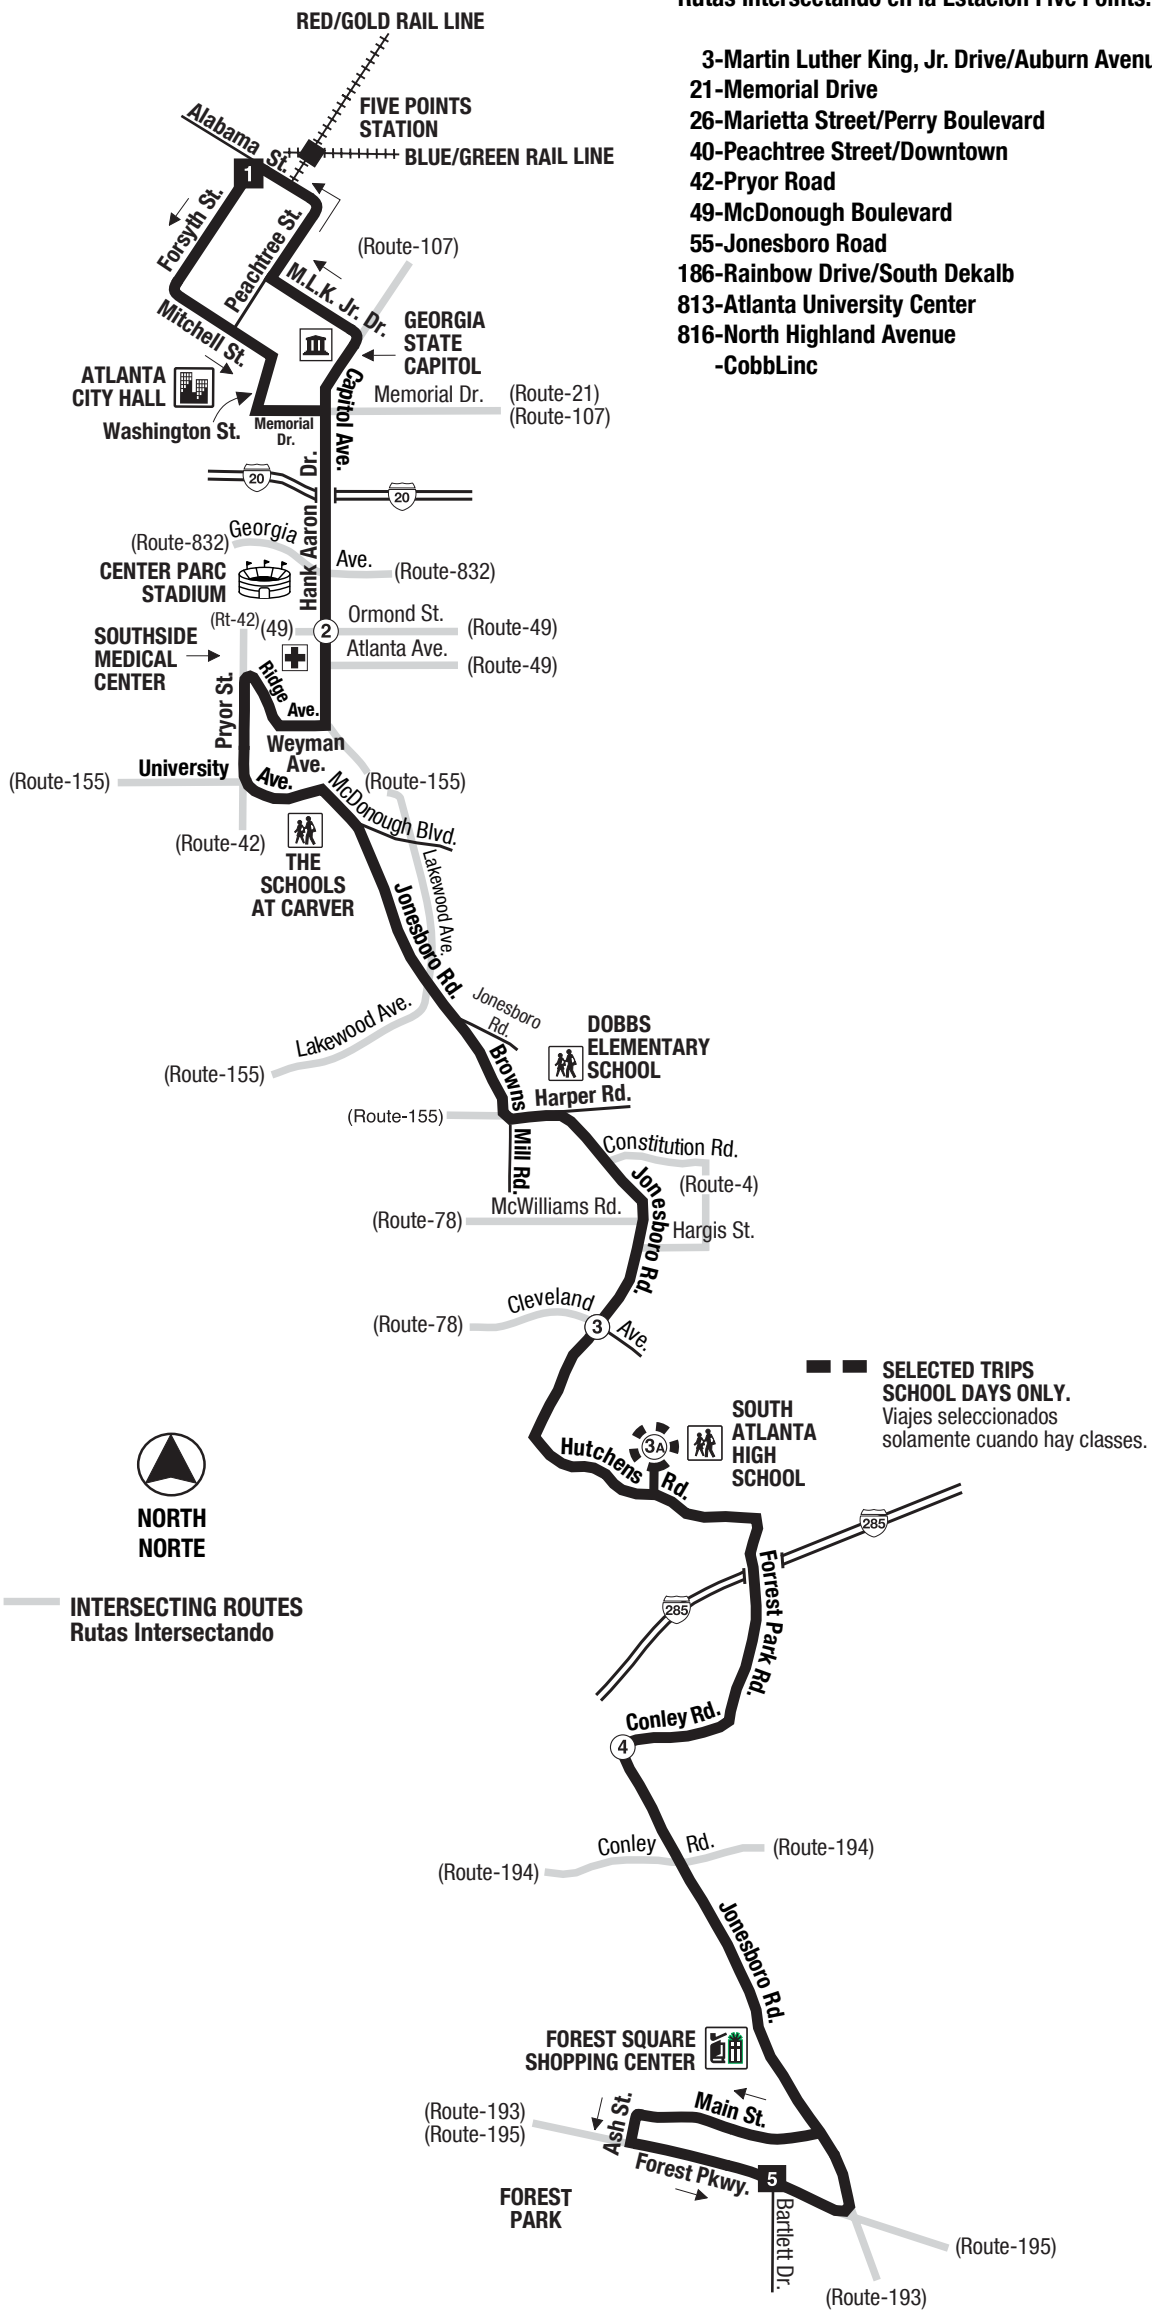 Rutas Intersectando en la Estación Five Points.
3-Martin Luther King, Jr. Drive/Auburn
21-Memorial Drive
26-Marietta Street/Perry Boulevard
40-Peachtree Street/Downtown
42-Pryor Road
49-McDonough Boulevard
55-Jonesboro Road
186-Rainbow Drive/South Dekalb
813-Atlanta University Center
816-North Highland Avenue
-CobbLinc
RED/GOLD RAIL LINE
FIVE POINTS
STATION
BLUE/GREEN RAIL LINE
Alabama St.
1
Forsyth St.
Peachtree St.
(Route-107)
M.L.K. Jr. Dr.
Mitchell St.
GEORGIA
STATE
CAPITOL
ATLANTA
CITY HALL
Capitol Ave.
Memorial Dr.
(Route-21)
(Route-107)
Washington St.
Memorial
Dr.
20
20
Hank Aaron Dr.
(Route-832)
Georgia
Ave.
(Route-832)
CENTER PARC
STADIUM
(Rt-42)
(49)
2
Ormond St.
(Route-49)
Atlanta Ave.
(Route-49)
SOUTHSIDE
MEDICAL
CENTER
Pryor St.
Ridge
Ave.
Weyman
Ave.
(Route-155)
University
Ave.
(Route-155)
McDonough Blvd.
(Route-42)
THE
SCHOOLS
AT CARVER
Lakewood Ave.
Jonesboro Rd.
Lakewood Ave.
(Route-155)
Jonesboro
Rd.
DOBBS
ELEMENTARY
SCHOOL
Browns
Mill Rd.
Harper Rd.
(Route-155)
Constitution Rd.
(Route-4)
Jonesboro Rd.
McWilliams Rd.
(Route-78)
Hargis St.
Cleveland
Ave.
(Route-78)
3
SELECTED TRIPS
SCHOOL DAYS ONLY.
Viajes seleccionados
solamente cuando hay classes.
SOUTH
ATLANTA
HIGH
SCHOOL
3A
Hutchens
Rd.
NORTH
NORTE
285
285
Forrest Park Rd.
INTERSECTING ROUTES
Rutas Intersectando
Conley Rd.
4
Conley
Rd.
(Route-194)
(Route-194)
Jonesboro Rd.
FOREST SQUARE
SHOPPING CENTER
Main St.
Ash St.
(Route-193)
(Route-195)
Forest Pkwy.
5
FOREST
PARK
Bartlett Dr.
(Route-195)
(Route-193)